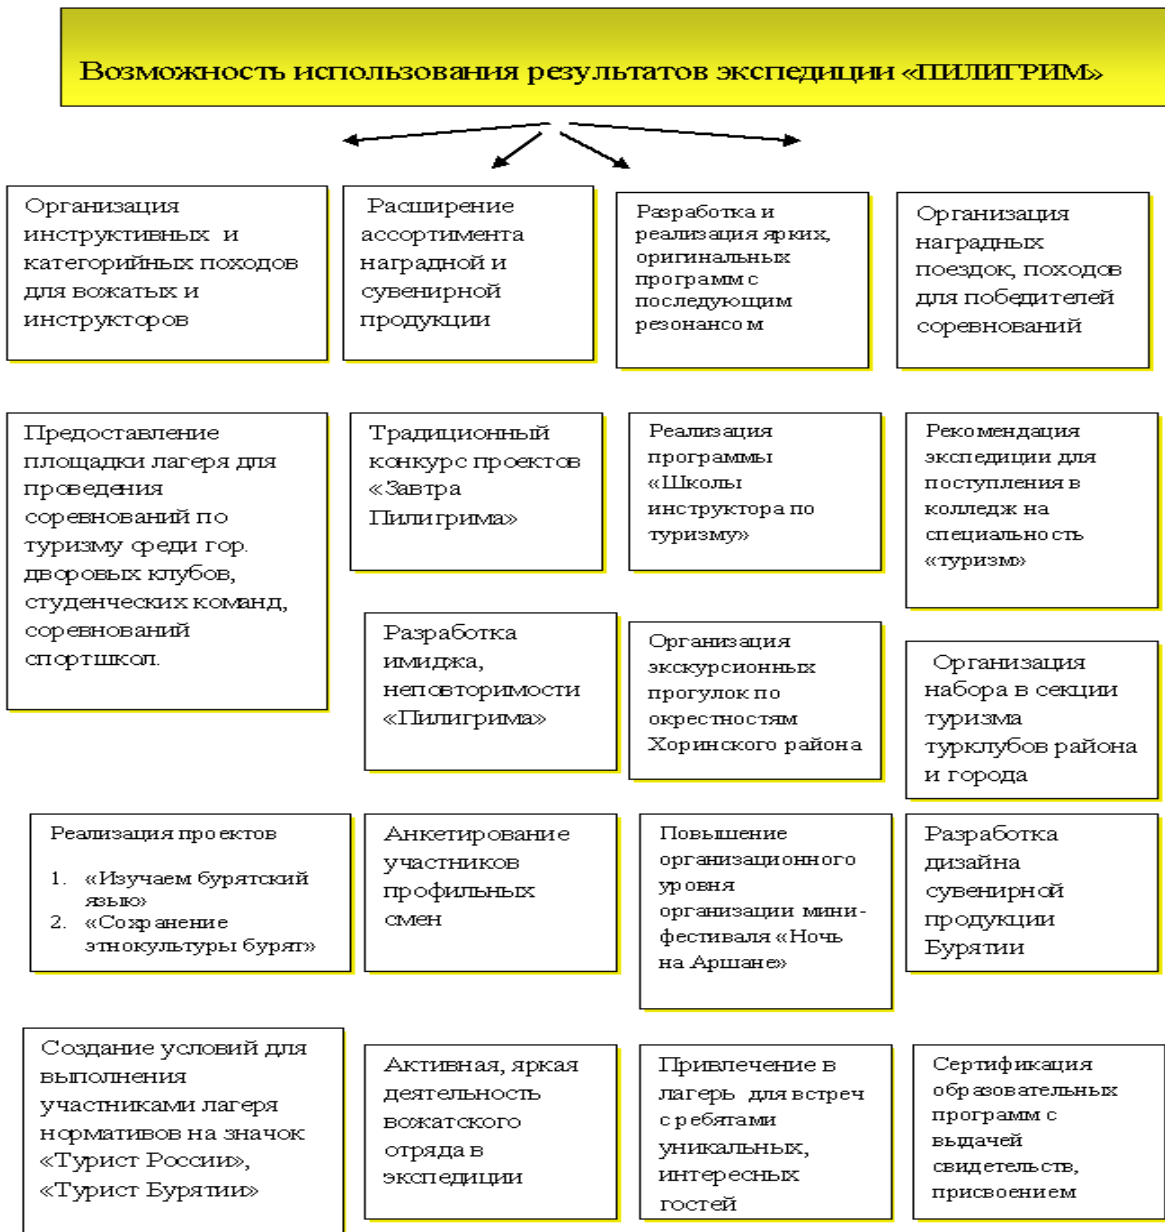 Возможность использования результатов экспедиции «ПИЛИГРИМ»
Организация
инструктивных и
категорийных походов
для вожатых и
инструкторов
Расширение
ассортимента
наградной и
сувенирной
продукции
Разработка и
реализация ярких,
оригинальных
программ с
последующим
резонансом
Организация
наградных
поездок, походов
для победителей
соревнований
Предоставление
площадки лагеря для
проведения
соревнований по
туризму среди гор.
дворовых клубов,
студенческих команд,
соревнований
спортшкол.
Традиционный
конкурс проектов
«Завтра
Пилигрима»
Реализация
программы
«Школы
инструктора по
туризму»
Рекомендация
экспедиции для
поступления в
колледж на
специальность
«туризм»
Разработка
имиджа,
неповторимости
«Пилигрима»
Организация
экскурсионных
прогулок по
окрестностям
Хоринского района
Организация
набора в секции
туризма
турклубов района
и города
Реализация проектов
1. «Изучаем бурятский
языю»
2. «Сохранение
этнокультуры бурят»
Анкетирование
участников
профильных
смен
Повышение
организационного
уровня
организации мини-
фестиваля «Ночь
на Аршане»
Разработка
дизайна
сувенирной
продукции
Бурятии
Создание условий для
выполнения
участниками лагеря
нормативов на значок
«Турист России»,
«Турист Бурятии»
Активная, яркая
деятельность
вожатского
отряда в
экспедиции
Привлечение в
лагерь для встреч
с ребятами
уникальных,
интересных
гостей
Сертификация
образовательных
программ с
выдачей
свидетельств,
присвоением